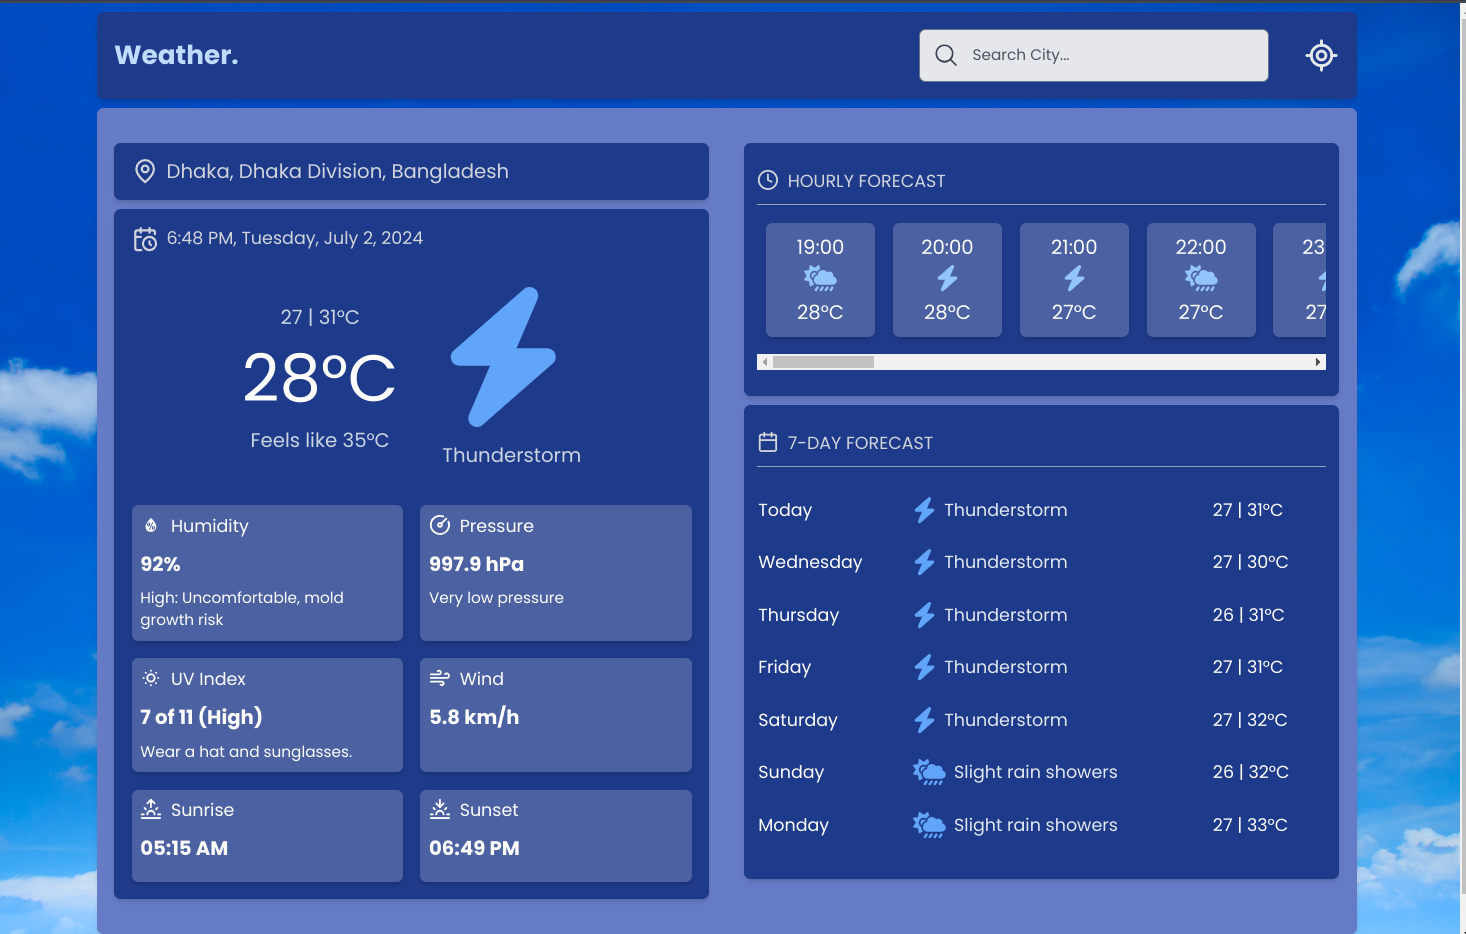 Weather.
Search City...
Dhaka, Dhaka Division, Bangladesh
6:48 PM, Tuesday, July 2, 2024
27 | 31°C
28°C
Feels like 35°C
Thunderstorm
Humidity
92%
High: Uncomfortable, mold
growth risk
Pressure
997.9 hPa
Very low pressure
UV Index
7 of 11 (High)
Wear a hat and sunglasses.
Wind
5.8 km/h
Sunrise
05:15 AM
Sunset
06:49 PM
HOURLY FORECAST
19:00 20:00 21:00 22:00 23
28°C 28°C 27°C 27°C 27
7-DAY FORECAST
Today Thunderstorm 27 | 31°C
Wednesday Thunderstorm 27 | 30°C
Thursday Thunderstorm 26 | 31°C
Friday Thunderstorm 27 | 31°C
Saturday Thunderstorm 27 | 32°C
Sunday Slight rain showers 26 | 32°C
Monday Slight rain showers 27 | 33°C